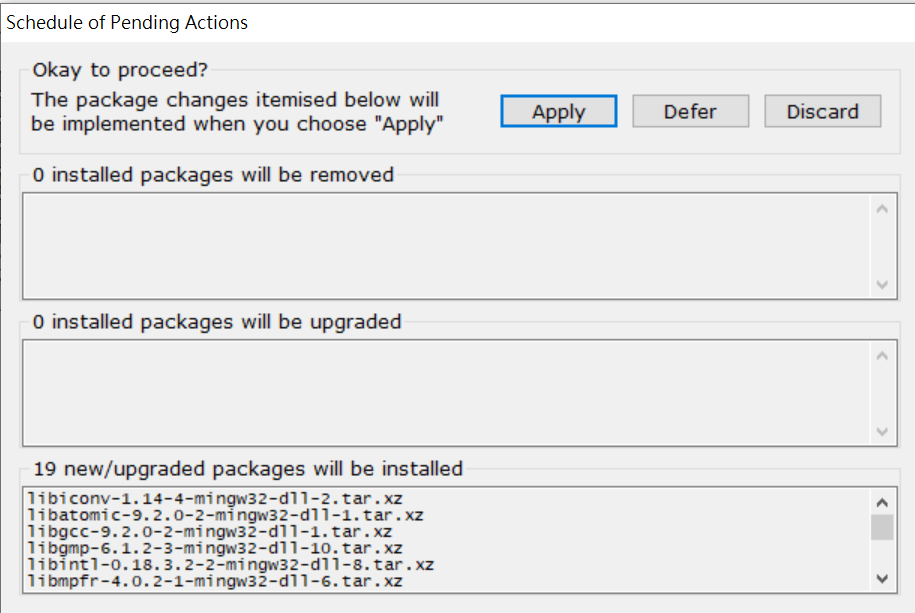 Schedule of Pending Actions
Okay to proceed?
The package changes itemised below will
be implemented when you choose "Apply"
Apply
Defer
Discard
0 installed packages will be removed
0 installed packages will be upgraded
19 new/upgraded packages will be installed
libiconv-1.14-4-mingw32-dll-2.tar.xz
libatomic-9.2.0-2-mingw32-dll-1.tar.xz
libgcc-9.2.0-2-mingw32-dll-1.tar.xz
libgmp-6.1.2-3-mingw32-dll-10.tar.xz
libintl-0.18.3.2-2-mingw32-dll-8.tar.xz
libmpfr-4.0.2-1-mingw32-dll-6.tar.xz